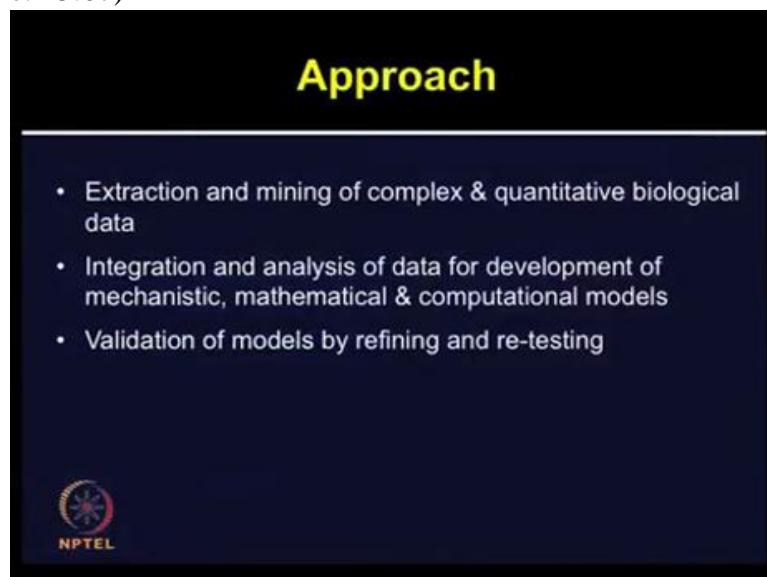 Approach
• Extraction and mining of complex & quantitative biological
data
• Integration and analysis of data for development of
mechanistic, mathematical & computational models
• Validation of models by refining and re-testing
NPTEL